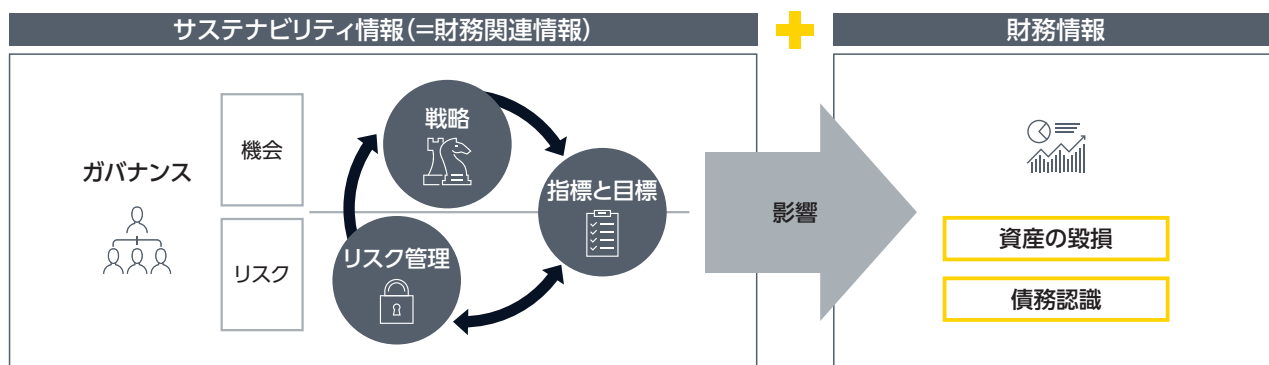 サステナビリティ情報(=財務関連情報)
財務情報
ガバナンス
機会
リスク
戦略
指標と目標
リスク管理
影響
資産の毀損
債務認識